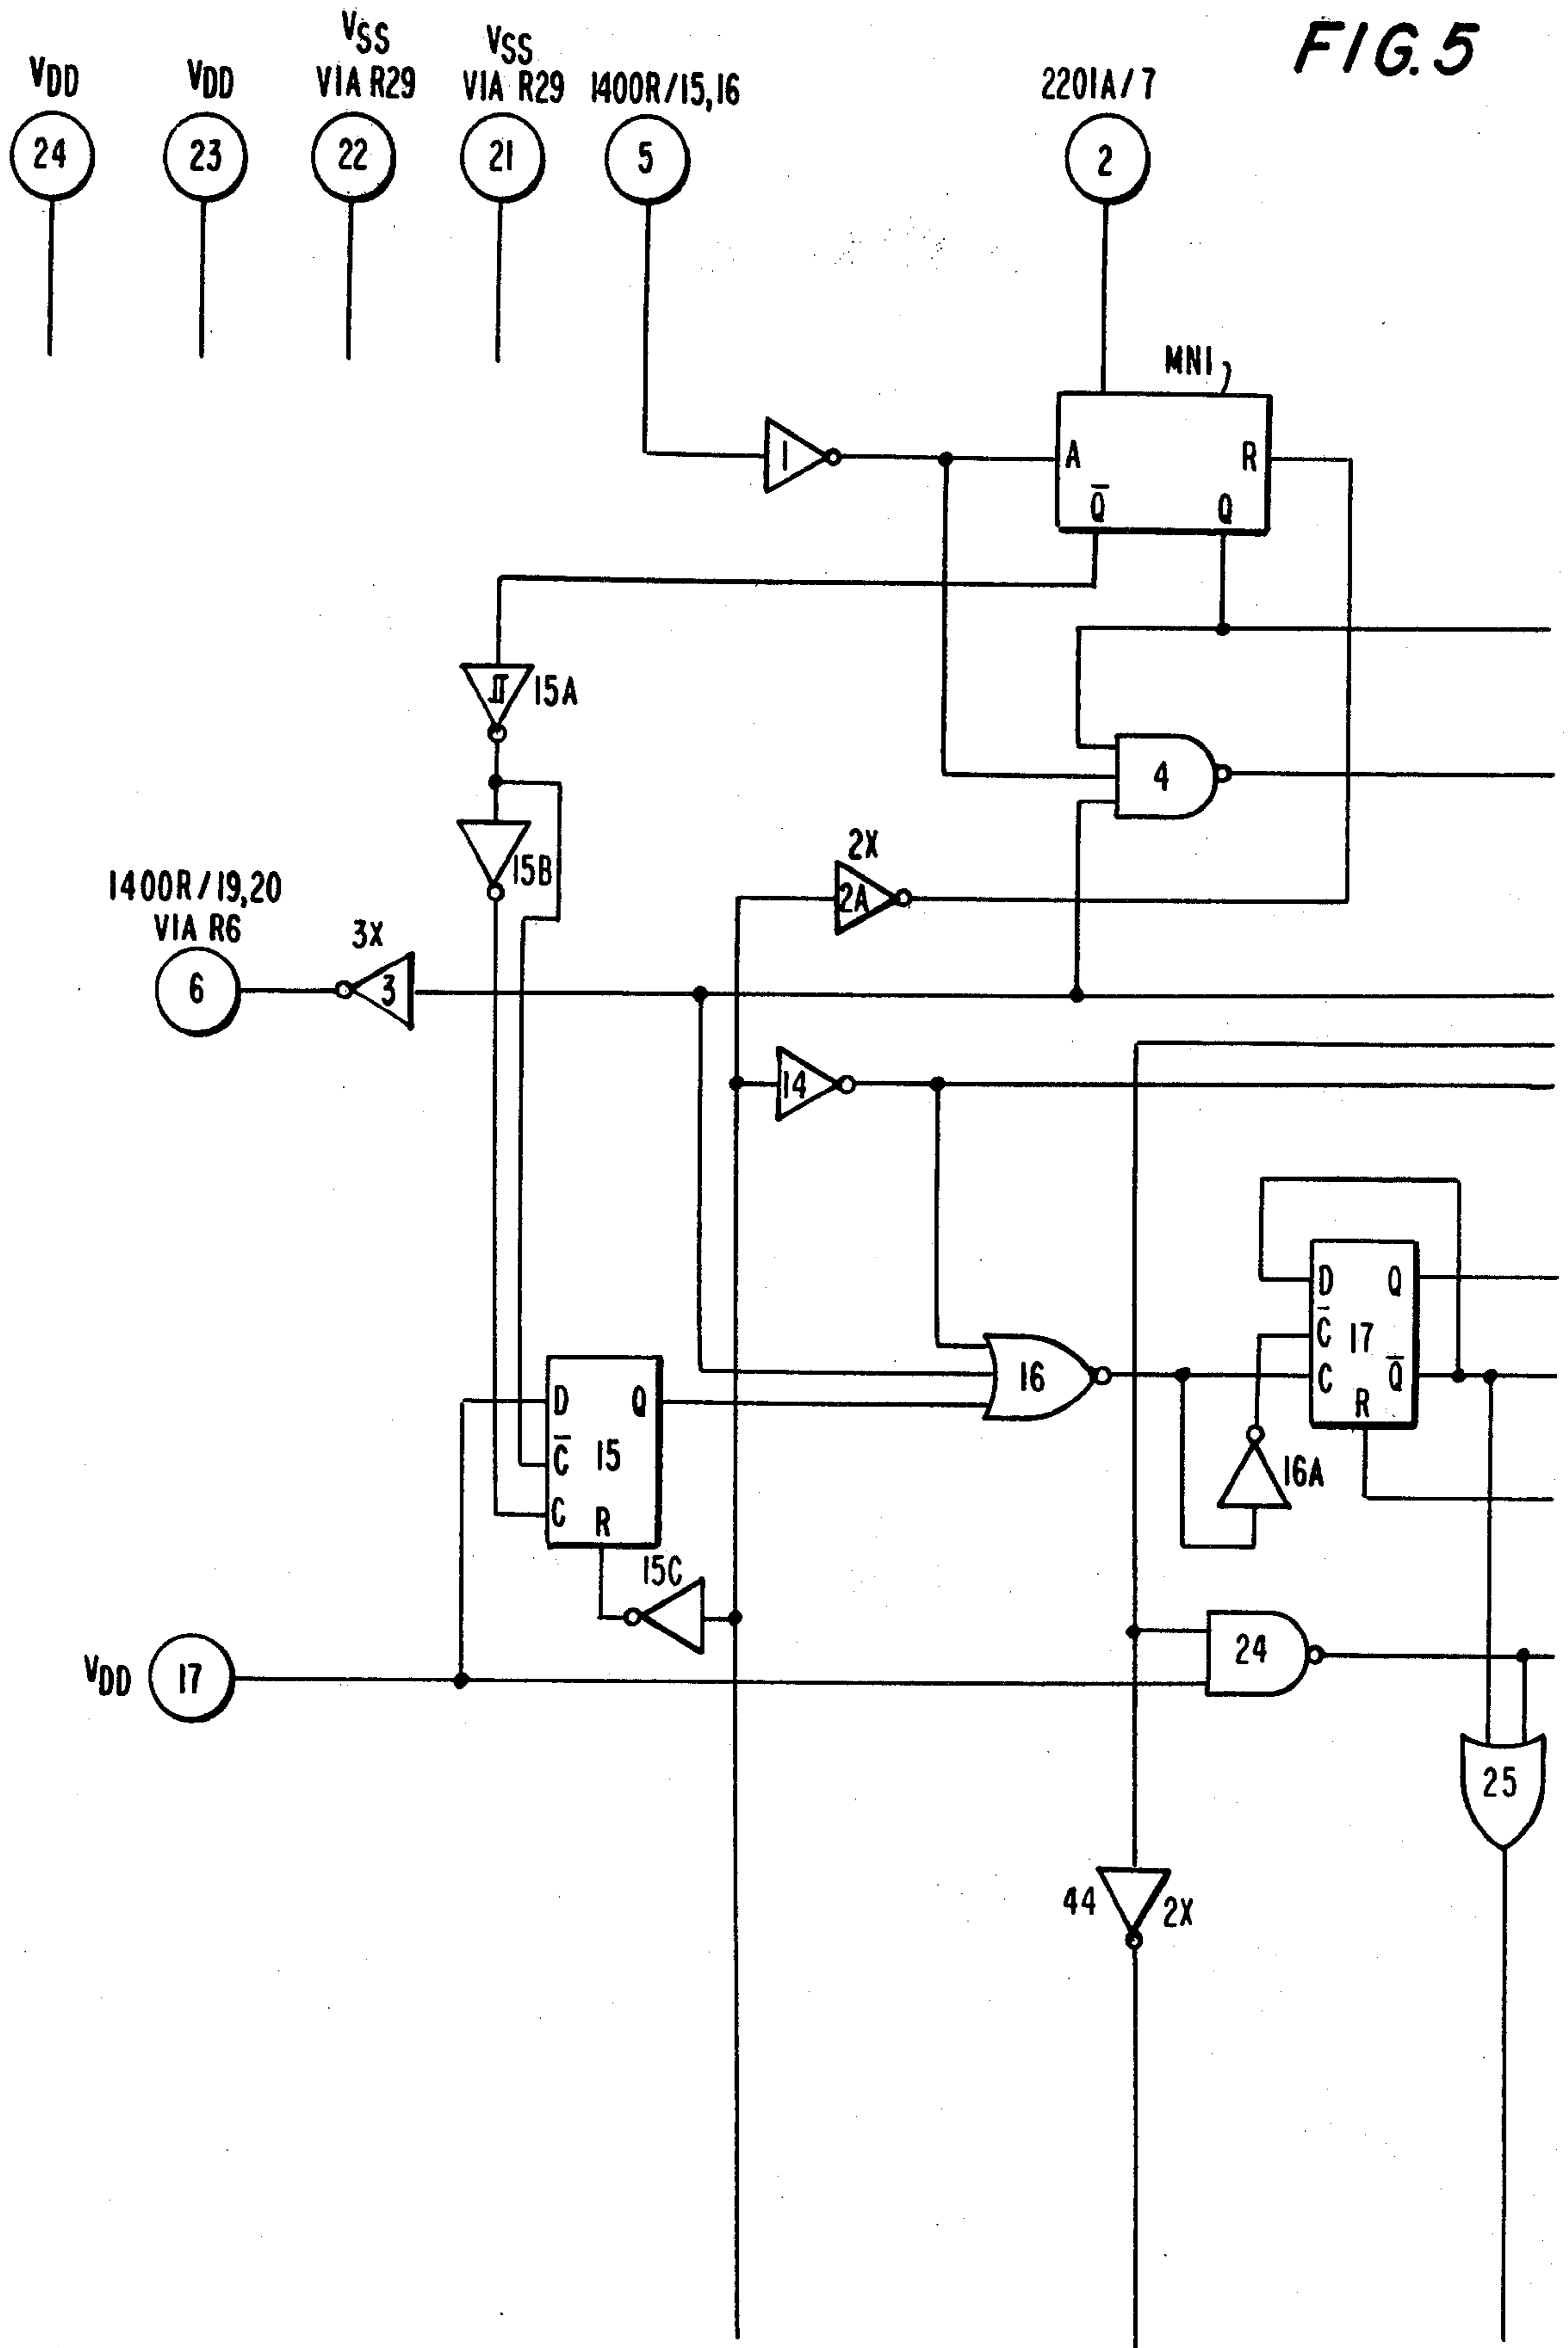 FIG. 5
VDD
24
VDD
23
VSS
VIA R29
22
VSS
VIA R29
21
1400R/15,16
5
2201A/7
2
MN1
1
A
R
Q̅
Q
15A
4
15B
2X
2A
1400R/19,20
VIA R6
6
3X
3
14
D
Q
C̅
17
C
Q̅
R
16
16A
D
Q
C̅
15
C
R
15C
VDD
17
24
25
44
2X